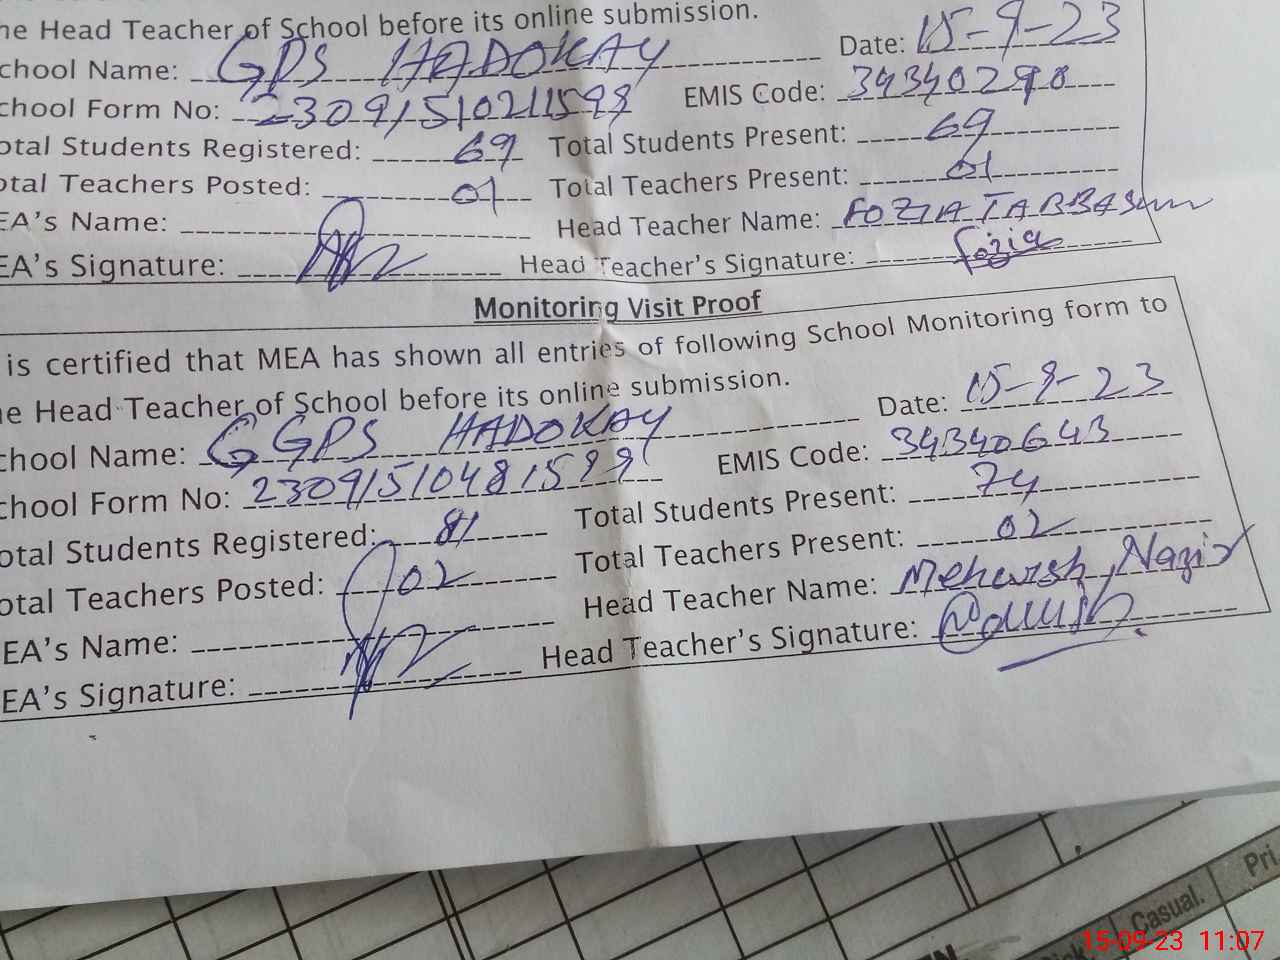 he Head Teacher of School before its online submission.
chool Name: GPS HADOKAY Date: 15-9-23
chool Form No: 23091510211599 EMIS Code: 34340290
otal Students Registered: 69 Total Students Present: 69
otal Teachers Posted: 01 Total Teachers Present: 01
EA's Name: Head Teacher Name: FOZIA TABBASUM
EA's Signature: Head Teacher's Signature: Fozia
Monitoring Visit Proof
is certified that MEA has shown all entries of following School Monitoring form to
he Head Teacher of School before its online submission.
chool Name: GGPS HADOKAY Date: 15-9-23
chool Form No: 23091510481599 EMIS Code: 34340643
otal Students Registered: 81 Total Students Present: 74
otal Teachers Posted: 02 Total Teachers Present: 02
EA's Name: Head Teacher Name: Mehwish Nazir
EA's Signature: Head Teacher's Signature:
Casual.
Pri
15-09-23 11:07